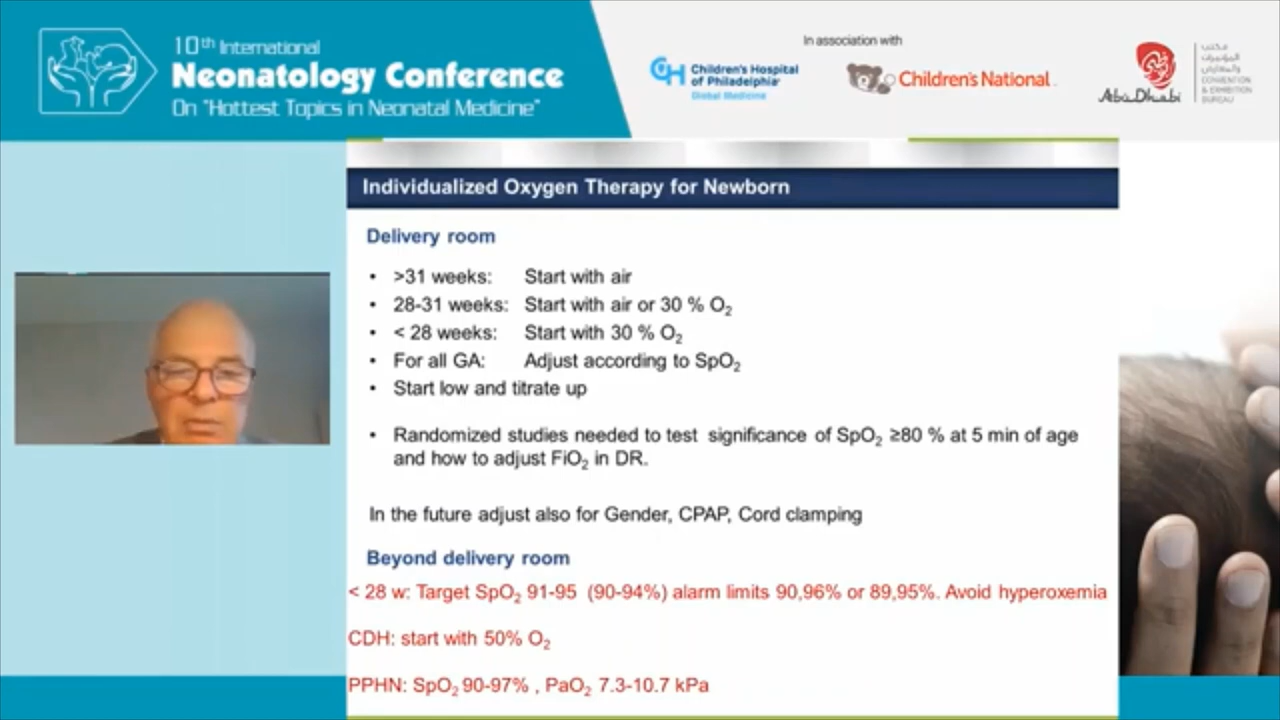 10th International
Neonatology Conference
On "Hottest Topics in Neonatal Medicine"
In association with
Children's Hospital
of Philadelphia
Global Medicine
Children's National
Abu Dhabi
مكتب
المؤتمرات
والمعارض
CONVENTION
& EXHIBITION
BUREAU
Individualized Oxygen Therapy for Newborn
Delivery room
• >31 weeks: Start with air
• 28-31 weeks: Start with air or 30 % O₂
• < 28 weeks: Start with 30 % O₂
• For all GA: Adjust according to SpO₂
• Start low and titrate up
• Randomized studies needed to test significance of SpO₂ ≥80 % at 5 min of age
and how to adjust FiO₂ in DR.
In the future adjust also for Gender, CPAP, Cord clamping
Beyond delivery room
< 28 w: Target SpO₂ 91-95 (90-94%) alarm limits 90,96% or 89,95%. Avoid hyperoxemia
CDH: start with 50% O₂
PPHN: SpO₂ 90-97% , PaO₂ 7.3-10.7 kPa